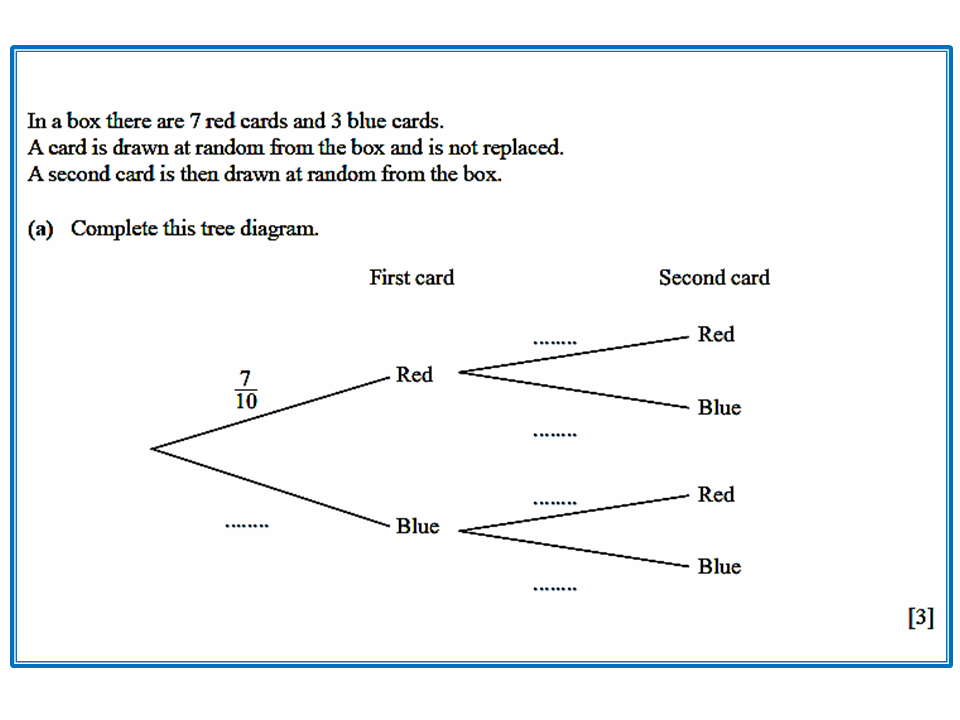 In a box there are 7 red cards and 3 blue cards.
A card is drawn at random from the box and is not replaced.
A second card is then drawn at random from the box.
(a) Complete this tree diagram.
First card Second card
........ Red
7
10
Red
Blue
........
........ Red
........ Blue
Blue
........
[3]